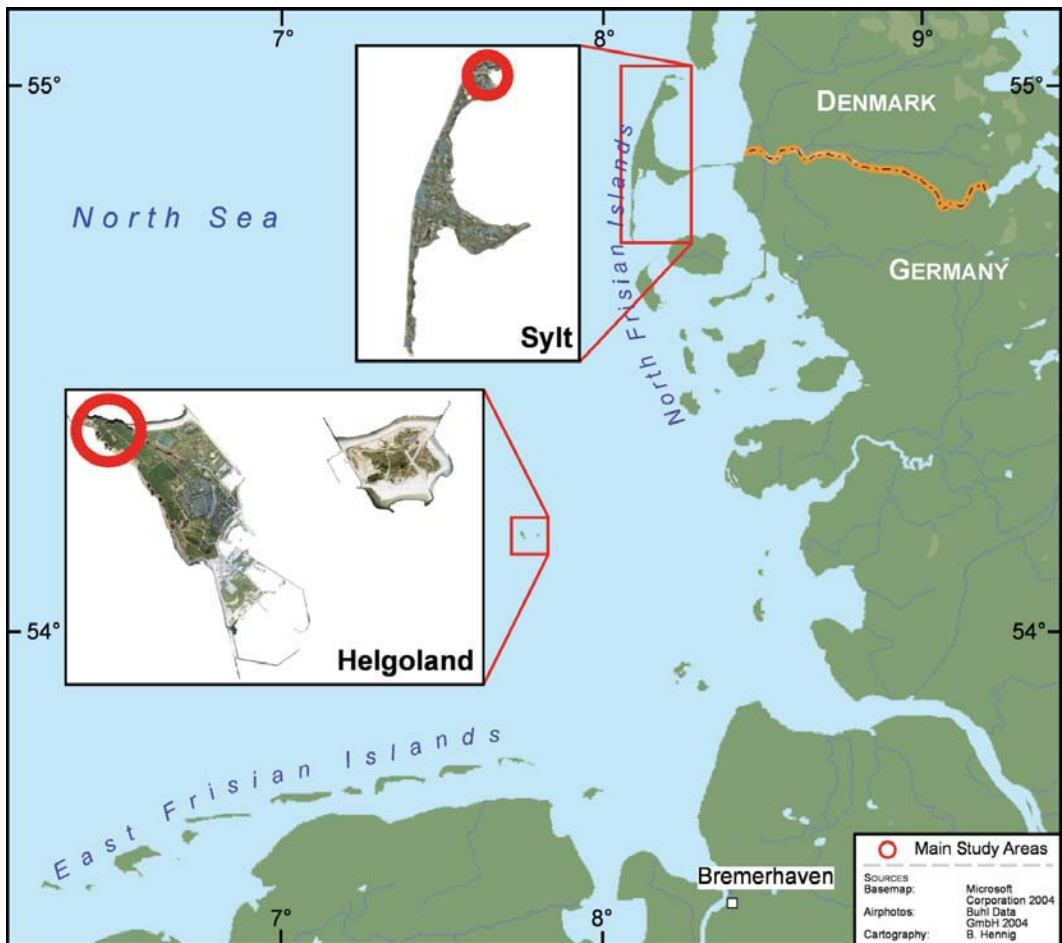 7°
8°
9°
55°
55°
DENMARK
North Sea
North Frisian Islands
GERMANY
Sylt
Helgoland
54°
54°
East Frisian Islands
Bremerhaven
7°
8°
Main Study Areas
SOURCES
Basemap: Microsoft
Corporation 2004
Airphotos: Buhl Data
GmbH 2004
Cartography: B. Hennig